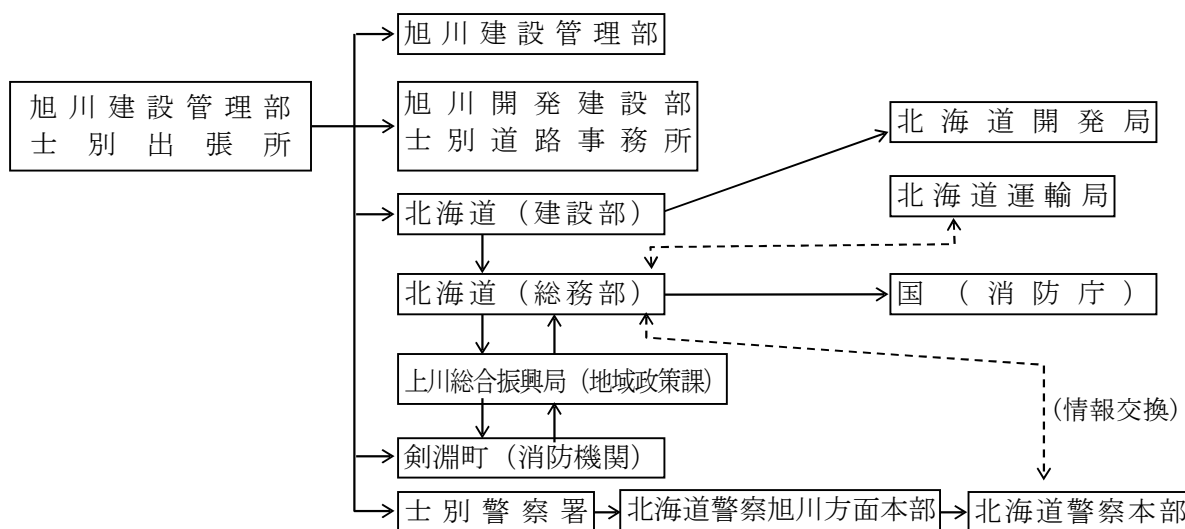 旭川建設管理部
旭川建設管理部
士別出張所
旭川開発建設部
士別道路事務所
北海道開発局
北海道運輸局
北海道（建設部）
北海道（総務部）
国（消防庁）
上川総合振興局（地域政策課）
（情報交換）
剣淵町（消防機関）
士別警察署
北海道警察旭川方面本部
北海道警察本部